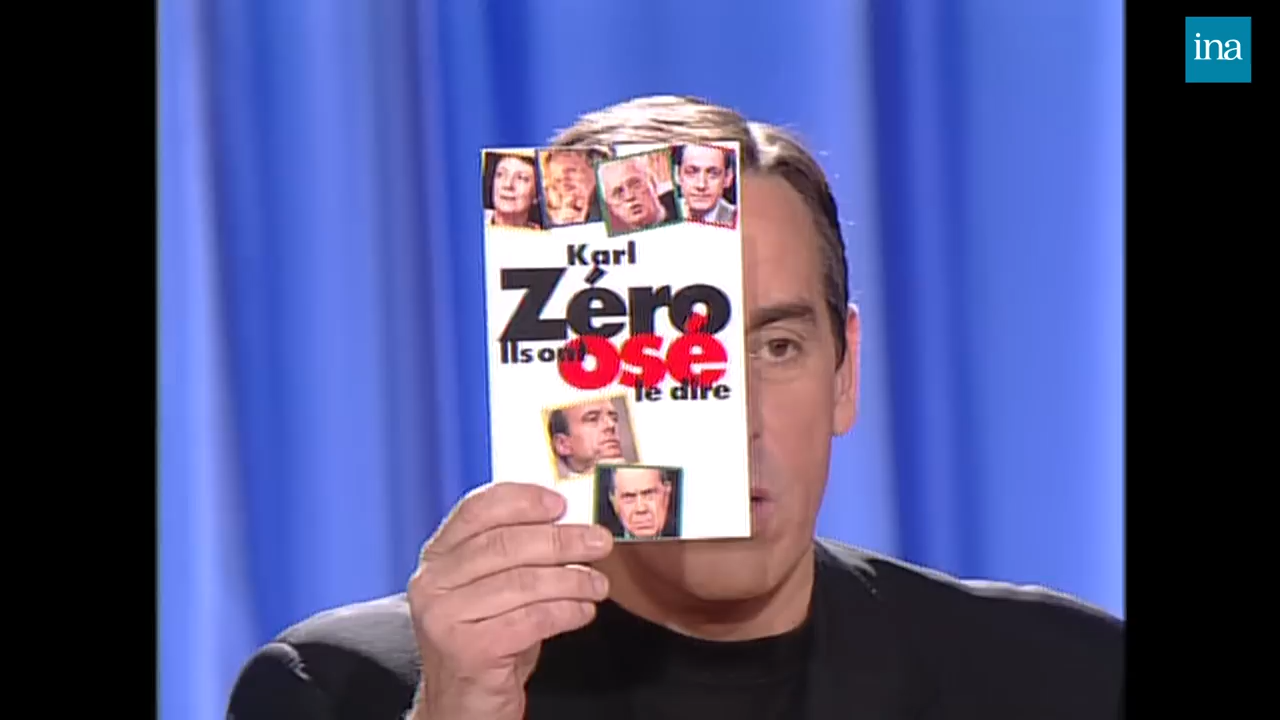 ina
Karl
Zéro
Ils ont
osé
le dire